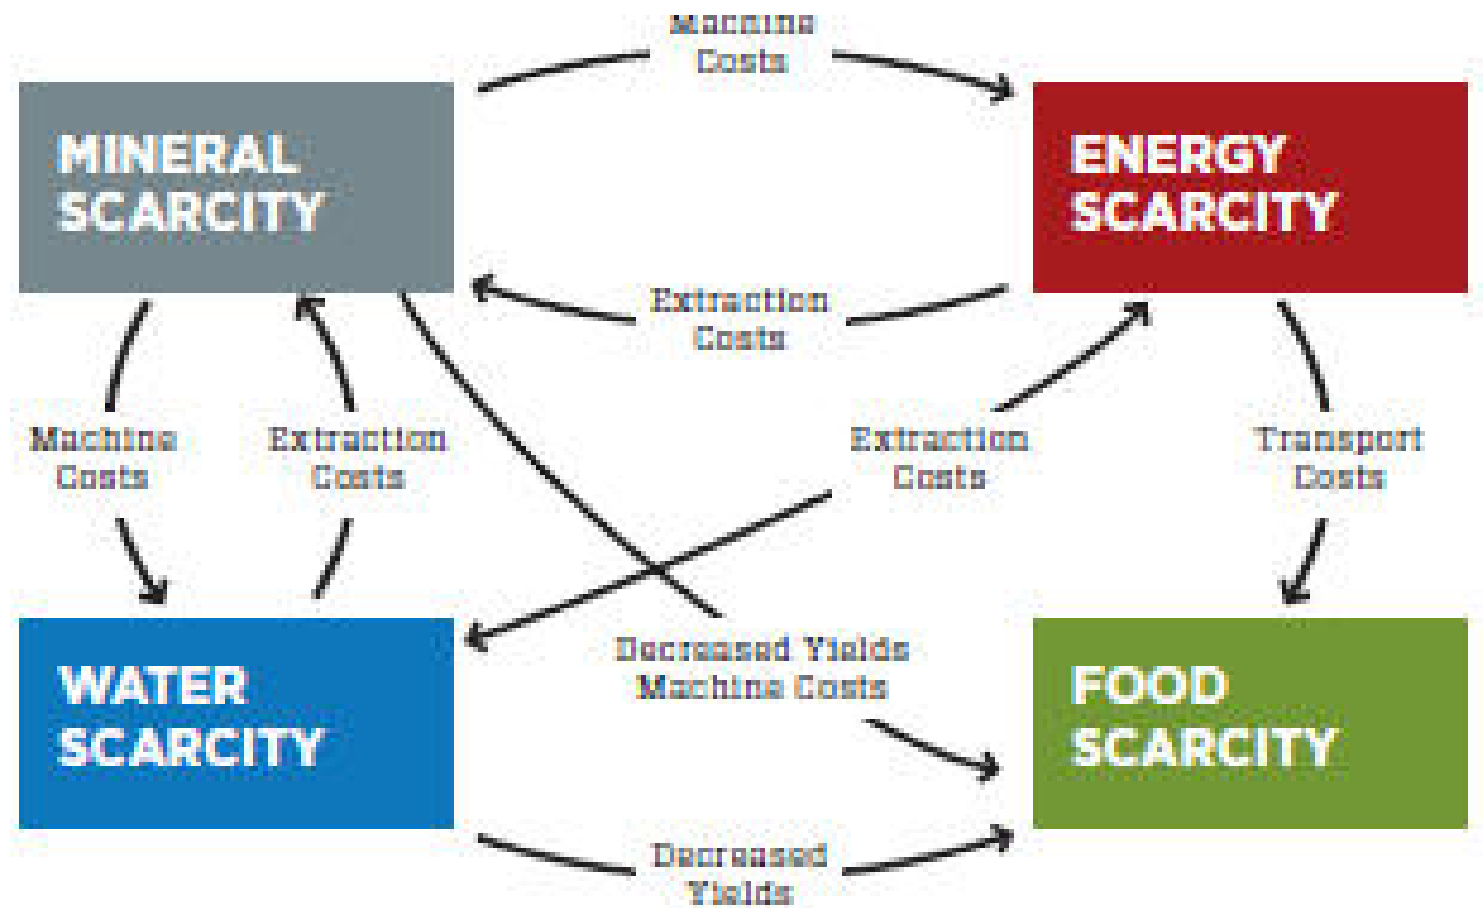 Machine
Costs
MINERAL
SCARCITY
ENERGY
SCARCITY
Extraction
Costs
Machine
Costs
Extraction
Costs
Extraction
Costs
Transport
Costs
Decreased Yields
Machine Costs
WATER
SCARCITY
FOOD
SCARCITY
Decreased
Yields